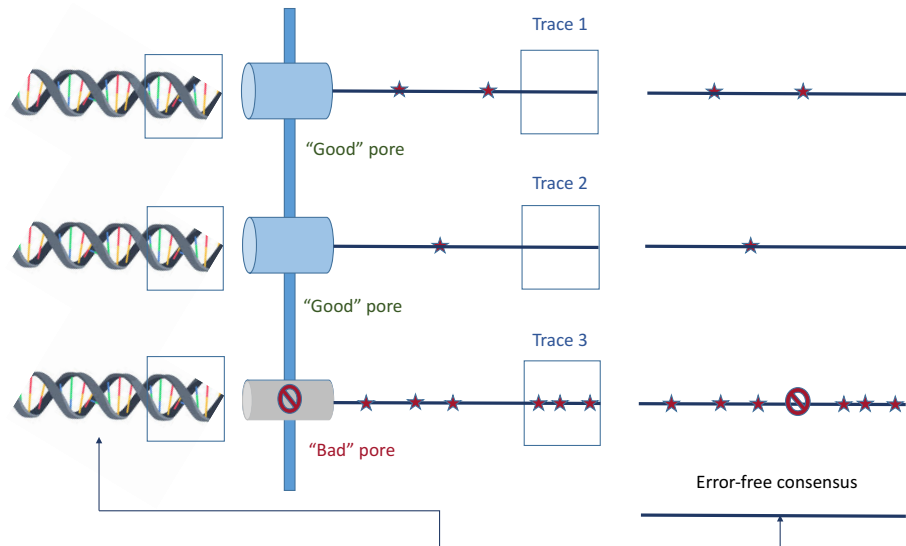 Trace 1
“Good” pore
Trace 2
“Good” pore
Trace 3
“Bad” pore
Error-free consensus